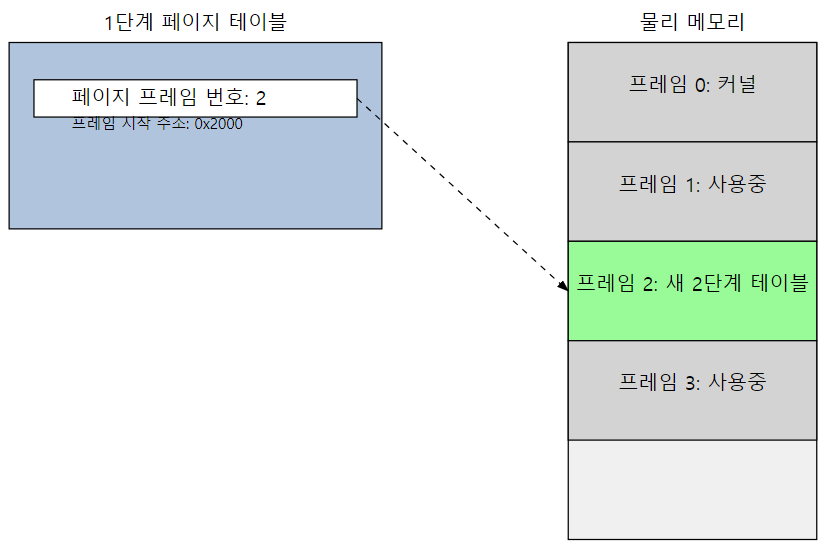 1단계 페이지 테이블
페이지 프레임 번호: 2
프레임 시작 주소: 0x2000
물리 메모리
프레임 0: 커널
프레임 1: 사용중
프레임 2: 새 2단계 테이블
프레임 3: 사용중